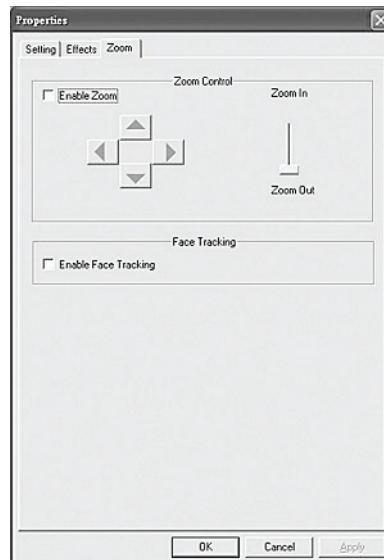 Properties
Setting Effects Zoom
Zoom Control
Enable Zoom
Zoom In
Zoom Out
Face Tracking
Enable Face Tracking
OK Cancel Apply